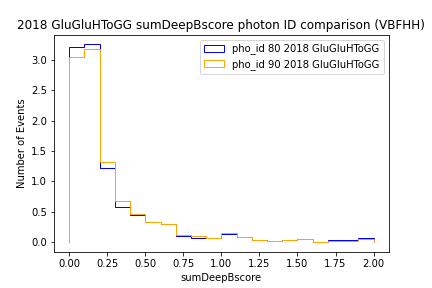 2018 GluGluHToGG sumDeepBscore photon ID comparison (VBFHH)
pho_id 80 2018 GluGluHToGG
pho_id 90 2018 GluGluHToGG
Number of Events
3.0
2.5
2.0
1.5
1.0
0.5
0.0
0.00 0.25 0.50 0.75 1.00 1.25 1.50 1.75 2.00
sumDeepBscore